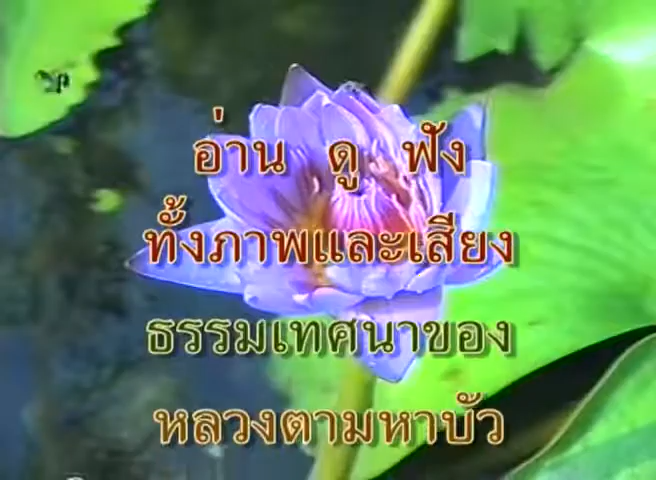 อ่าน ดู ฟัง
ทั้งภาพและเสียง
ธรรมเทศนาของ
หลวงตามหาบัว